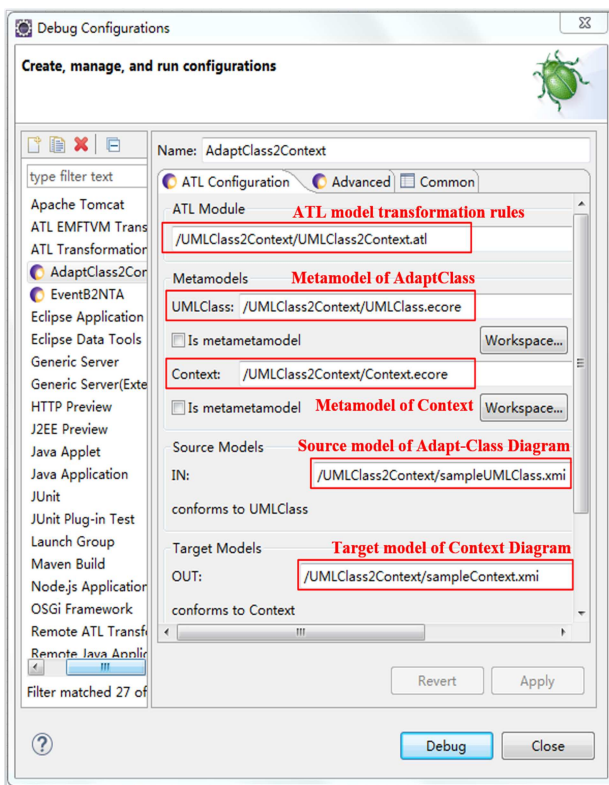 Debug Configurations
Create, manage, and run configurations
type filter text
Apache Tomcat
ATL EMFTVM Trans
ATL Transformation
AdaptClass2Con
EventB2NTA
Eclipse Application
Eclipse Data Tools
Generic Server
Generic Server(Exte
HTTP Preview
J2EE Preview
Java Applet
Java Application
JUnit
JUnit Plug-in Test
Launch Group
Maven Build
Node.js Application
OSGi Framework
Remote ATL Transfo
Remote Java Applic
Filter matched 27 of
Name: AdaptClass2Context
ATL Configuration Advanced Common
ATL Module
ATL model transformation rules
/UMLClass2Context/UMLClass2Context.atl
Metamodels
Metamodel of AdaptClass
UMLClass: /UMLClass2Context/UMLClass.ecore
Is metametamodel Workspace...
Context: /UMLClass2Context/Context.ecore
Is metametamodel Metamodel of Context Workspace...
Source Models
Source model of Adapt-Class Diagram
IN: /UMLClass2Context/sampleUMLClass.xmi
conforms to UMLClass
Target Models
Target model of Context Diagram
OUT: /UMLClass2Context/sampleContext.xmi
conforms to Context
Revert Apply
Debug Close